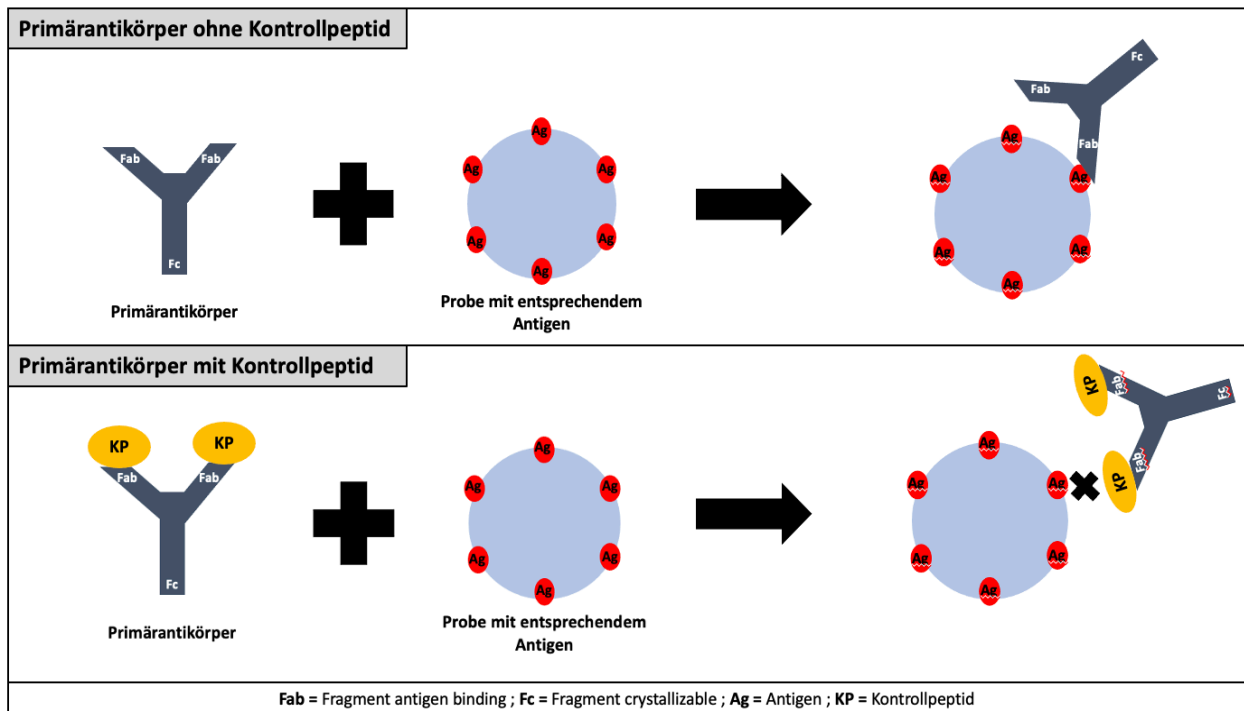 Primärantikörper ohne Kontrollpeptid
Fab Fab
Fc
Primärantikörper
Ag
Ag Ag
Ag Ag
Ag
Probe mit entsprechendem
Antigen
Fc
Fab
Fab
Ag
Ag Ag
Ag Ag
Ag
Primärantikörper mit Kontrollpeptid
KP KP
Fab Fab
Fc
Primärantikörper
Ag
Ag Ag
Ag Ag
Ag
Probe mit entsprechendem
Antigen
KP Fab Fc
KP Fab
Ag
Ag Ag
Ag Ag
Ag
Fab = Fragment antigen binding ; Fc = Fragment crystallizable ; Ag = Antigen ; KP = Kontrollpeptid